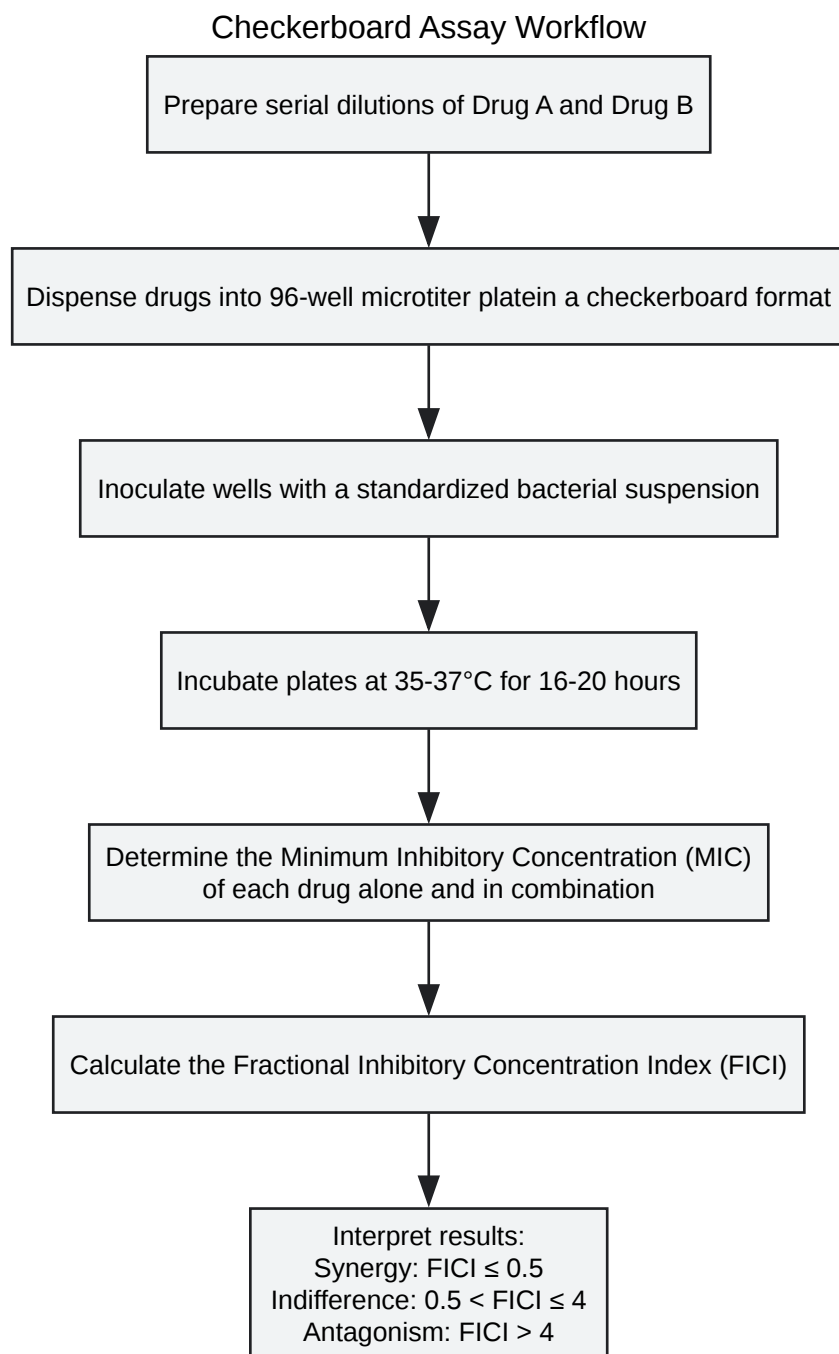 Checkerboard Assay Workflow
Prepare serial dilutions of Drug A and Drug B
Dispense drugs into 96-well microtiter platein a checkerboard format
Inoculate wells with a standardized bacterial suspension
Incubate plates at 35-37°C for 16-20 hours
Determine the Minimum Inhibitory Concentration (MIC)
of each drug alone and in combination
Calculate the Fractional Inhibitory Concentration Index (FICI)
Interpret results:
Synergy: FICI ≤ 0.5
Indifference: 0.5 < FICI ≤ 4
Antagonism: FICI > 4